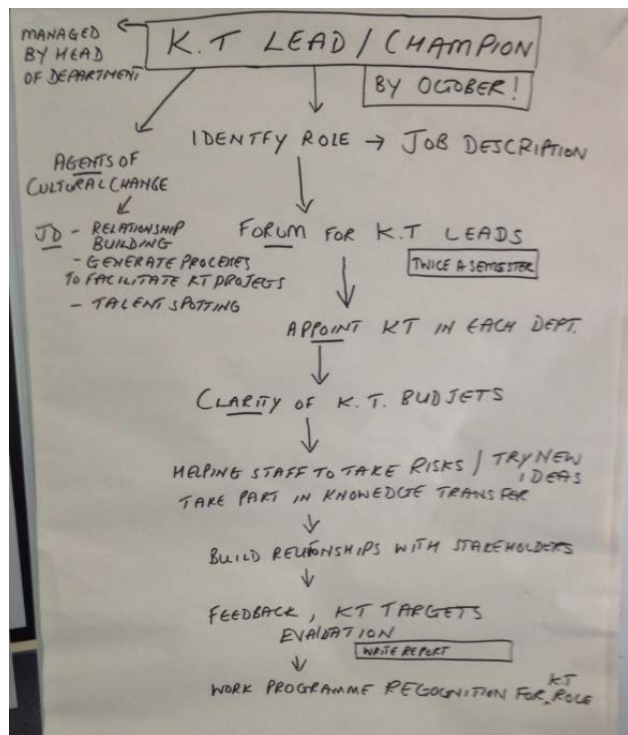 MANAGED
BY HEAD
OF DEPARTMENT
K.T LEAD / CHAMPION
BY OCTOBER!
IDENTFY ROLE → JOB DESCRIPTION
AGENTS OF
CULTURAL CHANGE
JD - RELATIONSHIP
BUILDING
- GENERATE PROCESSES
TO FACILITATE KT PROJECTS
- TALENT SPOTTING
FORUM FOR K.T LEADS
TWICE A SEMESTER
APPOINT KT IN EACH DEPT.
CLARITY OF K.T. BUDJETS
HELPING STAFF TO TAKE RISKS / TRY NEW
IDEAS
TAKE PART IN KNOWEDGE TRANSFER
BUILD RELATIONSHIPS WITH STAKEHOLDERS
FEEDBACK, KT TARGETS
EVALUATION
WRITE REPORT
WORK PROGRAMME RECOGNITION FOR KT ROLE